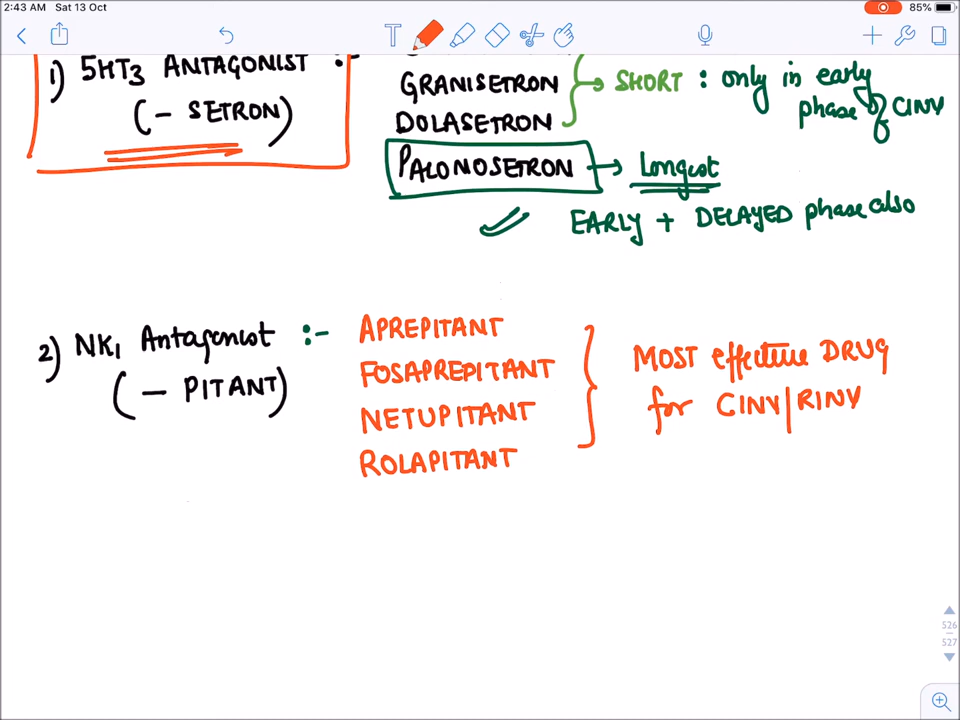 2:43 AM Sat 13 Oct
85%
T
1) 5HT3 ANTAGONIST :-
(- SETRON)
GRANISETRON
DOLASETRON
SHORT : only in early
phase of CINV
PALONOSETRON
Longest
EARLY + DELAYED phase also
2) NK1 Antagonist :-
(- PITANT)
APREPITANT
FOSAPREPITANT
NETUPITANT
ROLAPITANT
MOST effective DRUG
for CINV/RINV
526
527